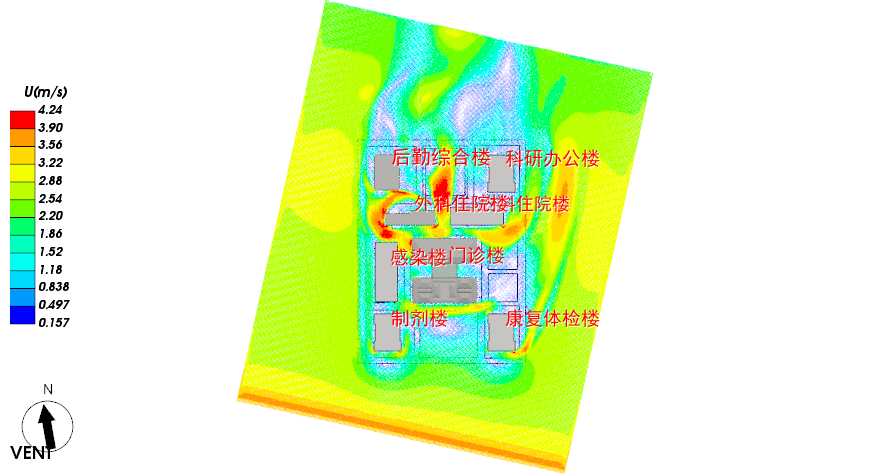 U(m/s)
4.24
3.90
3.56
3.22
2.88
2.54
2.20
1.86
1.52
1.18
0.838
0.497
0.157
后勤综合楼
科研办公楼
外科住院楼
科住院楼
感染楼
门诊楼
制剂楼
康复体检楼
N
VENT